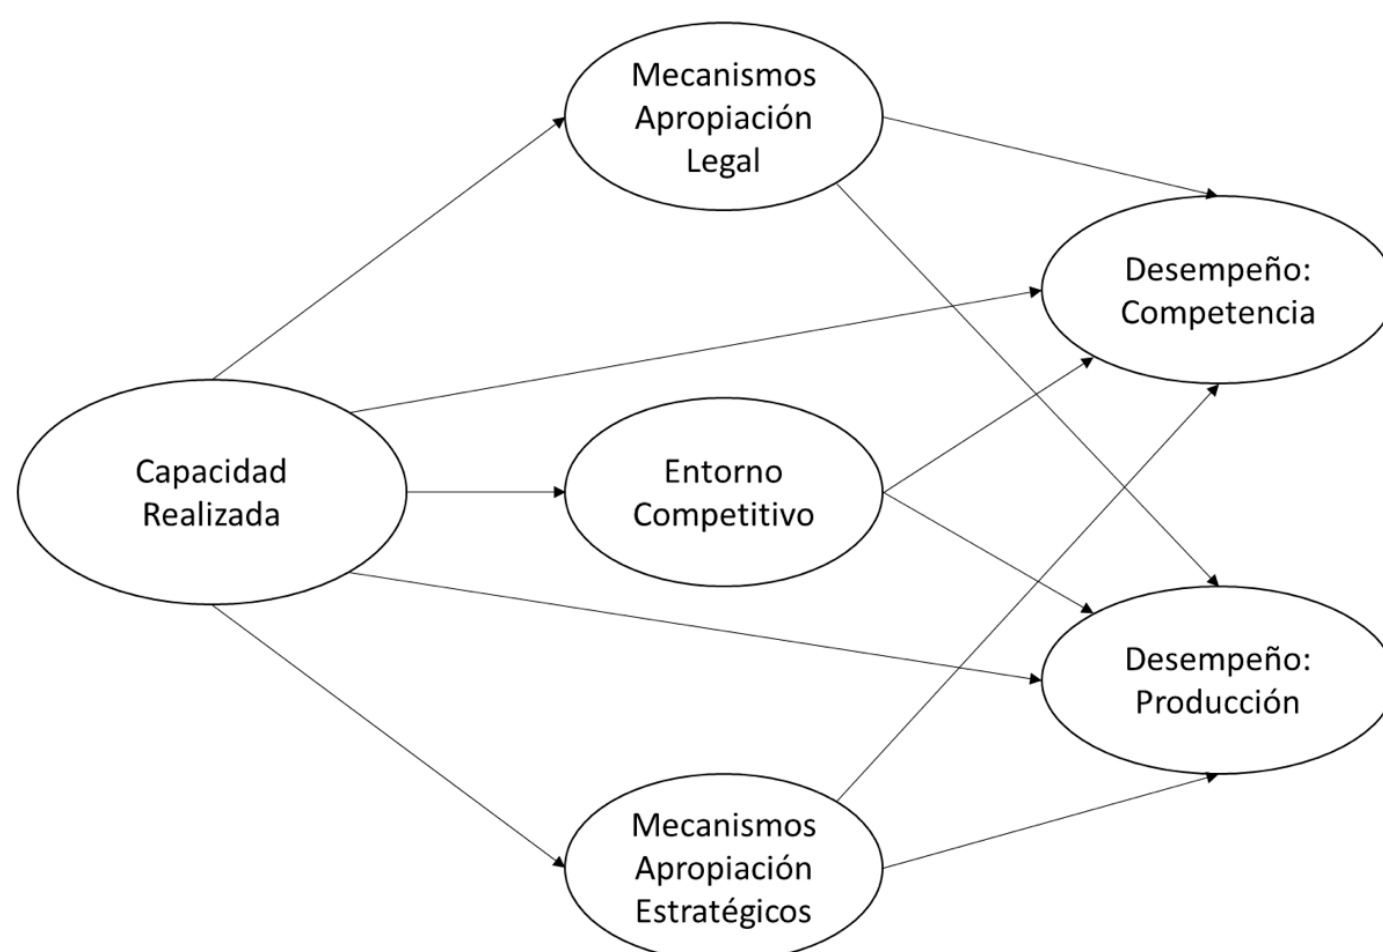 Mecanismos
Apropiación
Legal
Desempeño:
Competencia
Capacidad
Realizada
Entorno
Competitivo
Desempeño:
Producción
Mecanismos
Apropiación
Estratégicos